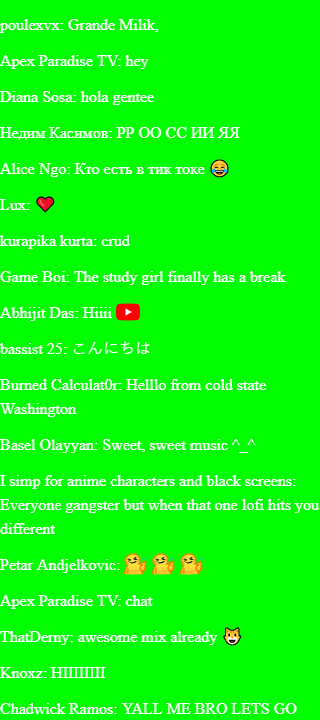 poulexvx: Grande Milik,
Apex Paradise TV: hey
Diana Sosa: hola gentee
Недим Касимов: РР ОО СС ИИ ЯЯ
Alice Ngo: Кто есть в тик токе 😂
Lux: ❤️
kurapika kurta: crud
Game Boi: The study girl finally has a break
Abhijit Das: Hiiii
bassist 25: こんにちは
Burned Calculat0r: Helllo from cold state
Washington
Basel Olayyan: Sweet, sweet music ^_^
I simp for anime characters and black screens:
Everyone gangster but when that one lofi hits you
different
Petar Andjelkovic: 🤗 🤗 🤗
Apex Paradise TV: chat
ThatDerny: awesome mix already 😺
Knoxz: HIIIIIIII
Chadwick Ramos: YALL ME BRO LETS GO